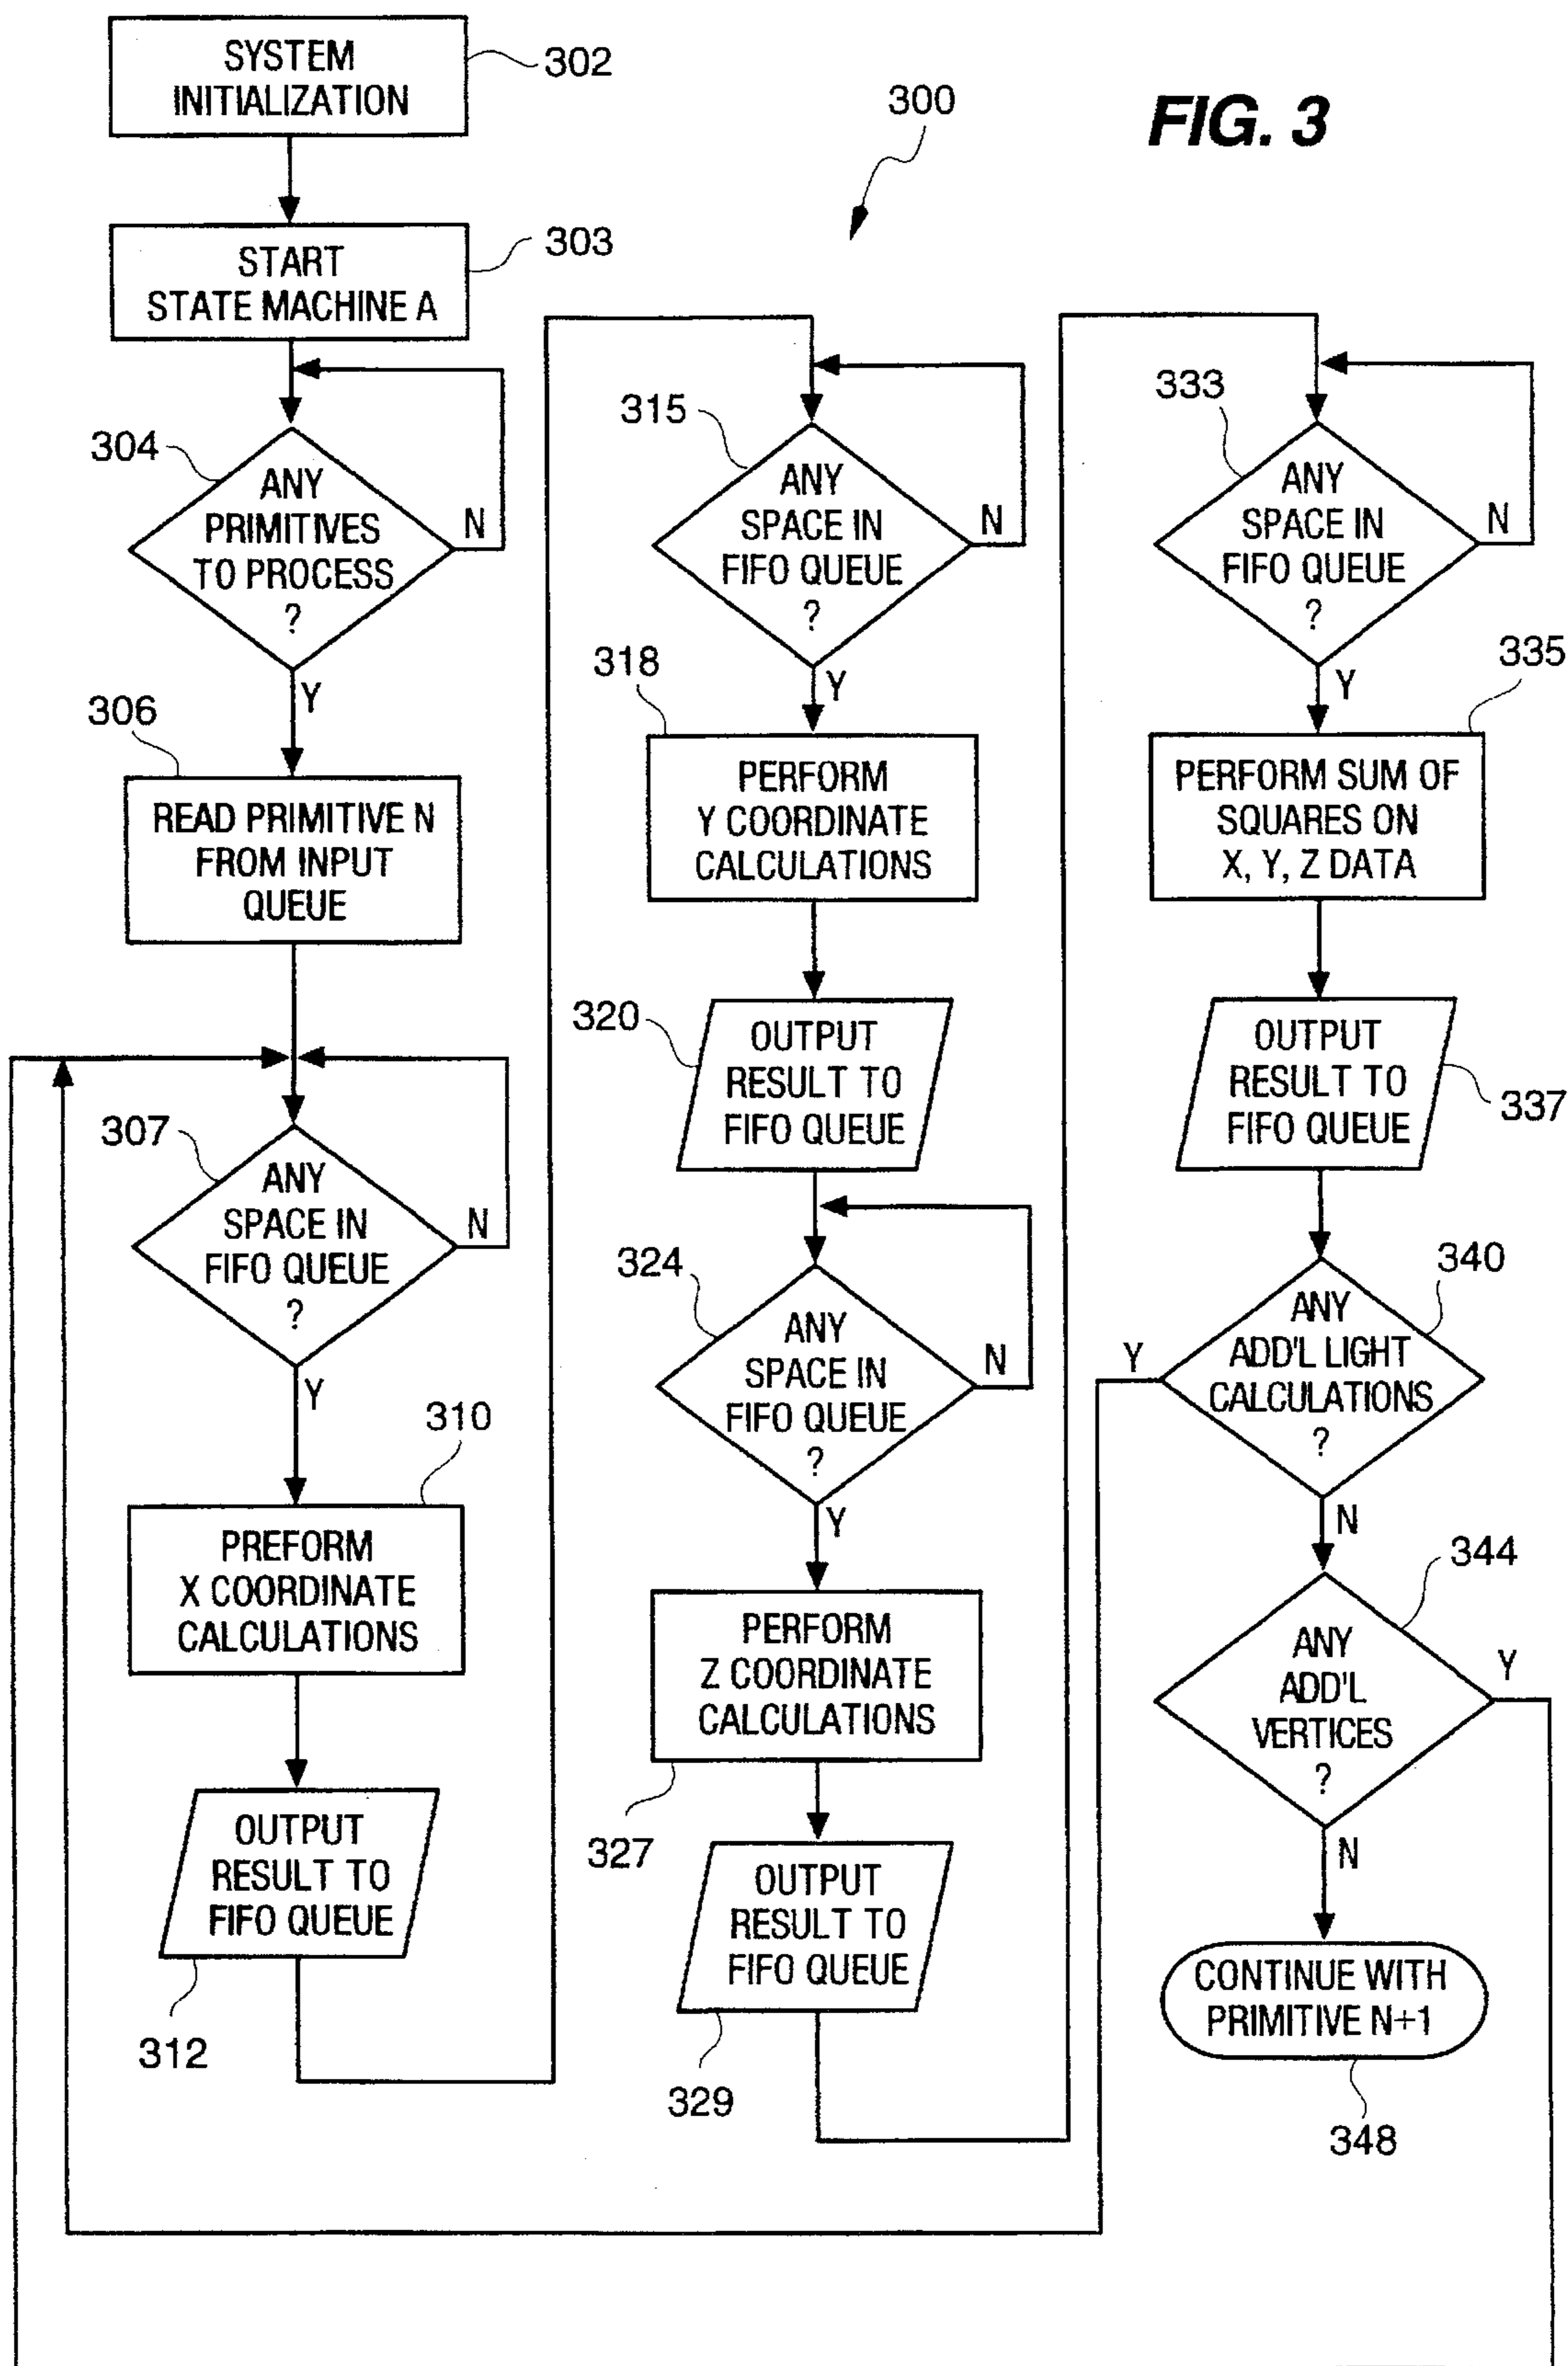 FIG. 3
300
SYSTEM
INITIALIZATION
302
START
STATE MACHINE A
303
304
ANY
PRIMITIVES
TO PROCESS
?
N
Y
306
READ PRIMITIVE N
FROM INPUT
QUEUE
307
ANY
SPACE IN
FIFO QUEUE
?
N
Y
310
PREFORM
X COORDINATE
CALCULATIONS
OUTPUT
RESULT TO
FIFO QUEUE
312
315
ANY
SPACE IN
FIFO QUEUE
?
N
Y
318
PERFORM
Y COORDINATE
CALCULATIONS
320
OUTPUT
RESULT TO
FIFO QUEUE
324
ANY
SPACE IN
FIFO QUEUE
?
N
Y
PERFORM
Z COORDINATE
CALCULATIONS
327
OUTPUT
RESULT TO
FIFO QUEUE
329
333
ANY
SPACE IN
FIFO QUEUE
?
N
Y
335
PERFORM SUM OF
SQUARES ON
X, Y, Z DATA
OUTPUT
RESULT TO
FIFO QUEUE
337
340
ANY
ADD'L LIGHT
CALCULATIONS
?
Y
N
344
ANY
ADD'L
VERTICES
?
Y
N
CONTINUE WITH
PRIMITIVE N+1
348